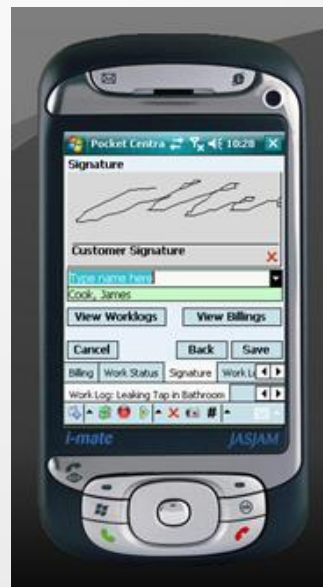 Pocket Centra 10:28
Signature
Customer Signature
Type name here
Cook, James
View Worklogs View Billings
Cancel Back Save
Billing Work Status Signature Work L
Work Log: Leaking Tap in Bathroom
#
i-mate JASJAM
OK